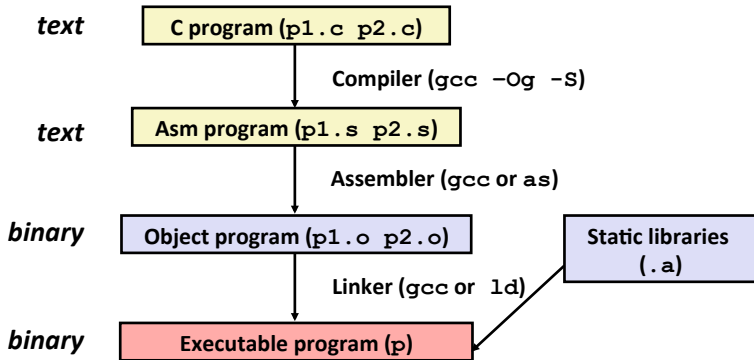 text
C program (p1.c p2.c)
Compiler (gcc –Og -S)
text
Asm program (p1.s p2.s)
Assembler (gcc or as)
binary
Object program (p1.o p2.o)
Static libraries
(.a)
Linker (gcc or ld)
binary
Executable program (p)